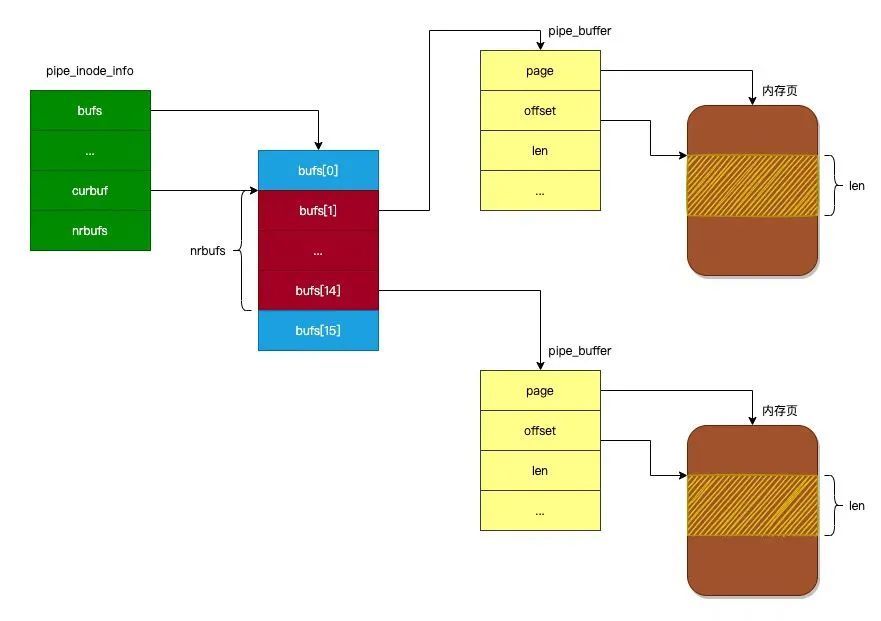 pipe_inode_info
bufs
...
curbuf
nrbufs
nrbufs
bufs[0]
bufs[1]
...
bufs[14]
bufs[15]
pipe_buffer
page
offset
len
...
内存页
len
pipe_buffer
page
offset
len
...
内存页
len